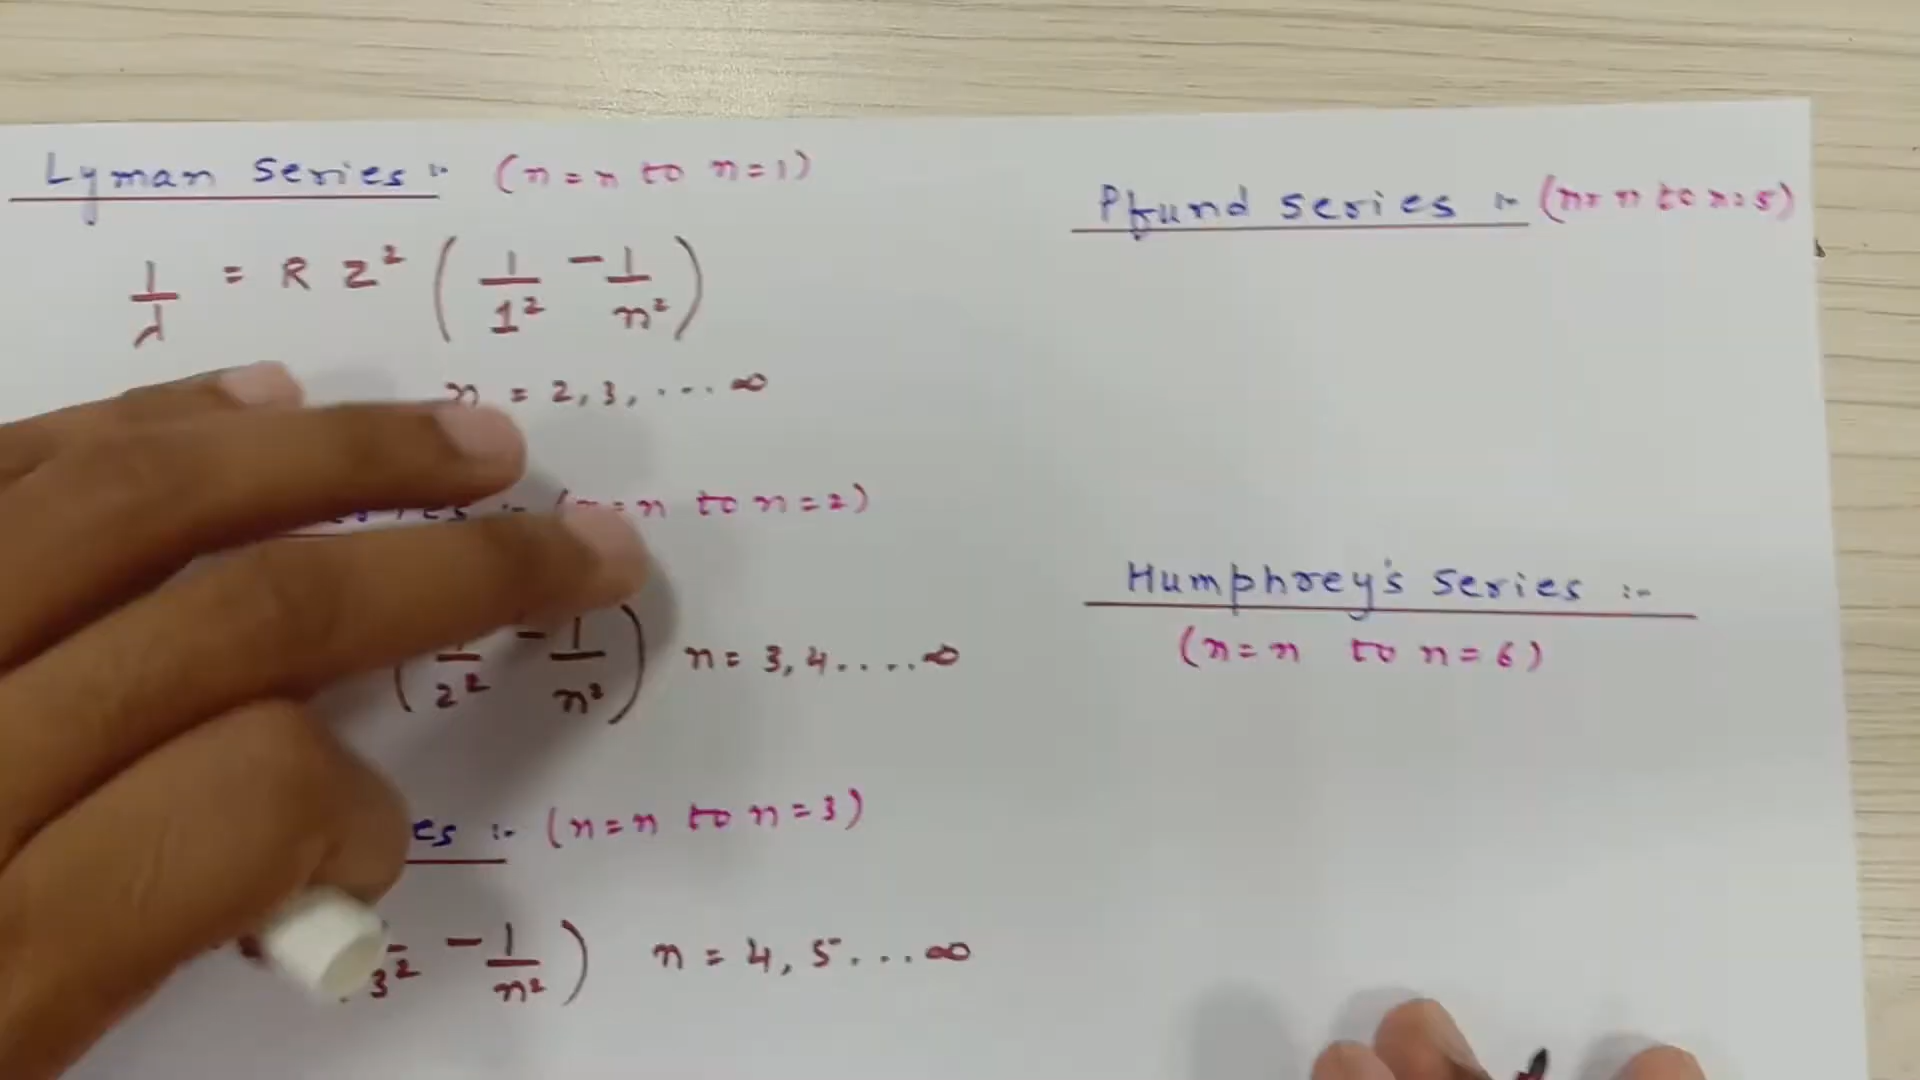 Lyman series :- (n = n to n = 1)
1/λ = R Z² ( 1/1² - 1/n² )
n = 2, 3, .... ∞
:- (n = n to n = 2)
2² - 1/n² ) n = 3, 4 .... ∞
es :- (n = n to n = 3)
3² - 1/n² ) n = 4, 5 ... ∞
Pfund series :- (n = n to n = 5)
Humphrey's series :-
(n = n to n = 6)